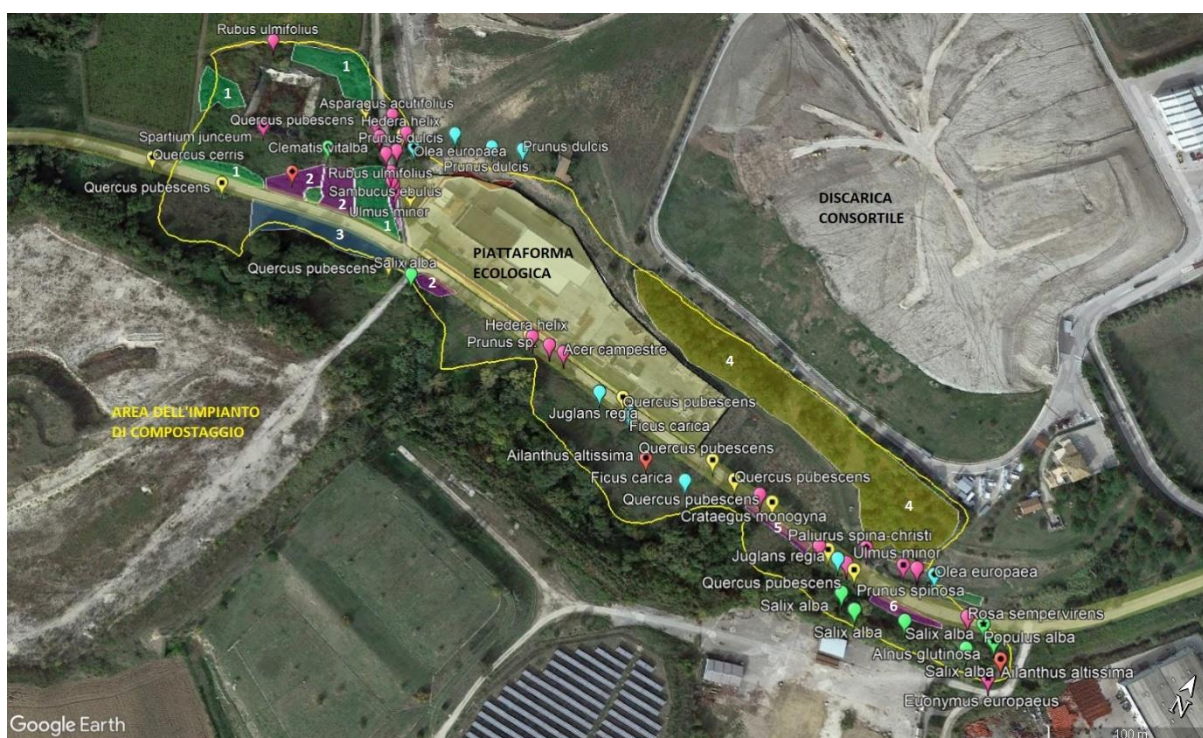 Rubus ulmifolius
1
1
Asparagus acutifolius
Quercus pubescens
Hedera helix
Spartium junceum
Prunus dulcis
Clematis vitalba
Olea europaea
Prunus dulcis
Quercus cerris
Prunus dulcis
1
2
Rubus ulmifolius
Quercus pubescens
2
Sambucus ebulus
Ulmus minor
1
3
DISCARICA
CONSORTILE
PIATTAFORMA
ECOLOGICA
Quercus pubescens
Salix alba
2
Hedera helix
Prunus sp.
Acer campestre
4
AREA DELL'IMPIANTO
DI COMPOSTAGGIO
Juglans regia
Quercus pubescens
Ficus carica
Ailanthus altissima
Quercus pubescens
Ficus carica
Quercus pubescens
Quercus pubescens
4
Crataegus monogyna
5
Paliurus spina-christi
Juglans regia
Ulmus minor
Quercus pubescens
Olea europaea
Prunus spinosa
Salix alba
6
Rosa sempervirens
Salix alba
Salix alba
Populus alba
Alnus glutinosa
Salix alba
Ailanthus altissima
Euonymus europaeus
N
Google Earth
100 m